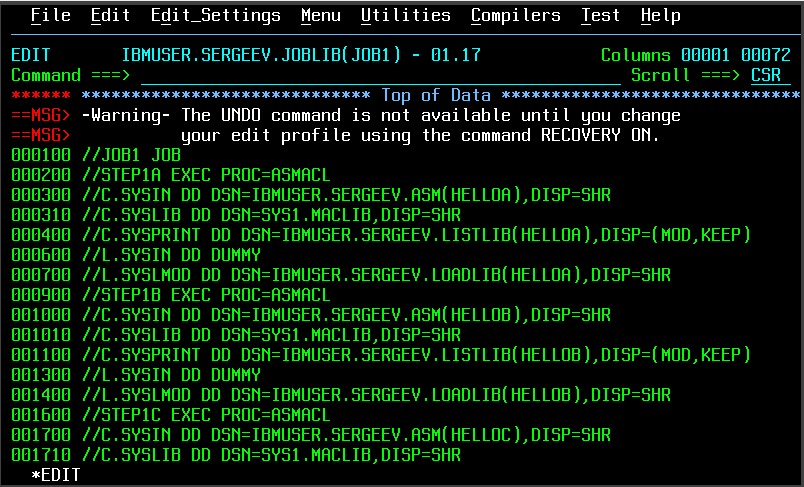 File Edit Edit_Settings Menu Utilities Compilers Test Help
EDIT IBMUSER.SERGEEV.JOBLIB(JOB1) - 01.17 Columns 00001 00072
Command ===> Scroll ===> CSR
****** ***************************** Top of Data ******************************
==MSG> -Warning- The UNDO command is not available until you change
==MSG> your edit profile using the command RECOVERY ON.
000100 //JOB1 JOB
000200 //STEP1A EXEC PROC=ASMACL
000300 //C.SYSIN DD DSN=IBMUSER.SERGEEV.ASM(HELLOA),DISP=SHR
000310 //C.SYSLIB DD DSN=SYS1.MACLIB,DISP=SHR
000400 //C.SYSPRINT DD DSN=IBMUSER.SERGEEV.LISTLIB(HELLOA),DISP=(MOD,KEEP)
000600 //L.SYSIN DD DUMMY
000700 //L.SYSLMOD DD DSN=IBMUSER.SERGEEV.LOADLIB(HELLOA),DISP=SHR
000900 //STEP1B EXEC PROC=ASMACL
001000 //C.SYSIN DD DSN=IBMUSER.SERGEEV.ASM(HELLOB),DISP=SHR
001010 //C.SYSLIB DD DSN=SYS1.MACLIB,DISP=SHR
001100 //C.SYSPRINT DD DSN=IBMUSER.SERGEEV.LISTLIB(HELLOB),DISP=(MOD,KEEP)
001300 //L.SYSIN DD DUMMY
001400 //L.SYSLMOD DD DSN=IBMUSER.SERGEEV.LOADLIB(HELLOB),DISP=SHR
001600 //STEP1C EXEC PROC=ASMACL
001700 //C.SYSIN DD DSN=IBMUSER.SERGEEV.ASM(HELLOC),DISP=SHR
001710 //C.SYSLIB DD DSN=SYS1.MACLIB,DISP=SHR
*EDIT